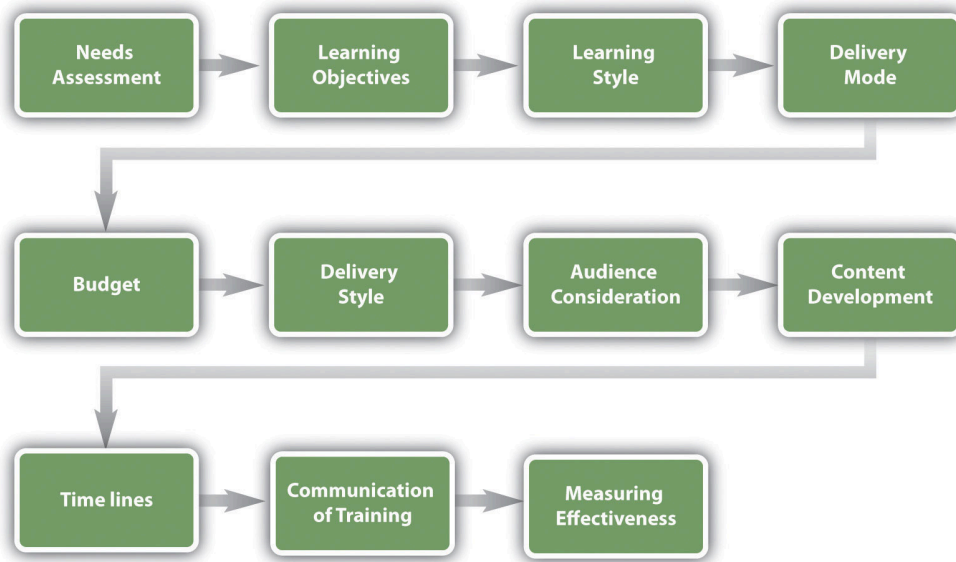 Needs
Assessment
Learning
Objectives
Learning
Style
Delivery
Mode
Budget
Delivery
Style
Audience
Consideration
Content
Development
Time lines
Communication
of Training
Measuring
Effectiveness